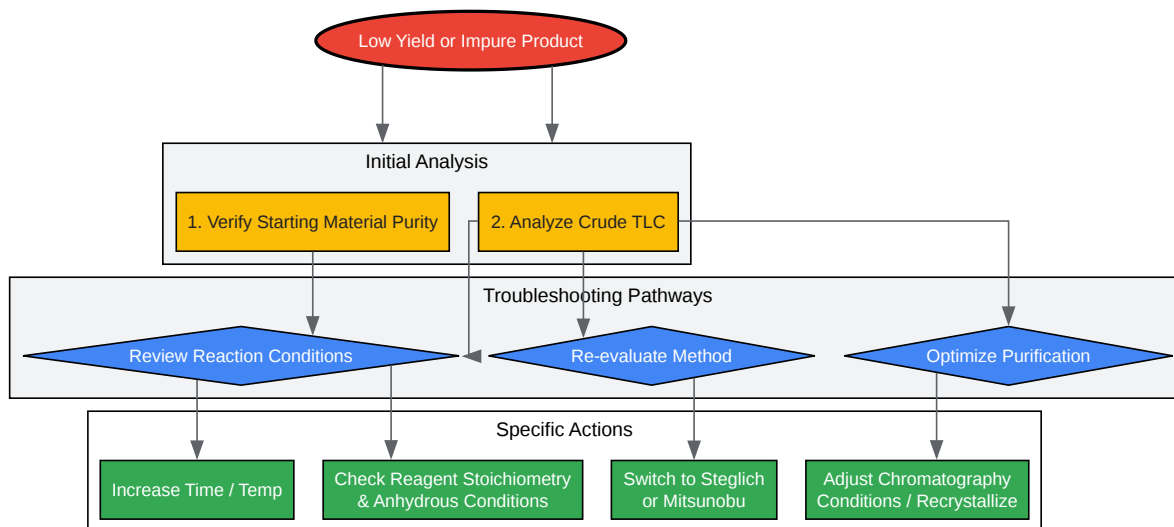 Low Yield or Impure Product
Initial Analysis
1. Verify Starting Material Purity
2. Analyze Crude TLC
Troubleshooting Pathways
Review Reaction Conditions
Re-evaluate Method
Optimize Purification
Specific Actions
Increase Time / Temp
Check Reagent Stoichiometry
& Anhydrous Conditions
Switch to Steglich
or Mitsunobu
Adjust Chromatography
Conditions / Recrystallize